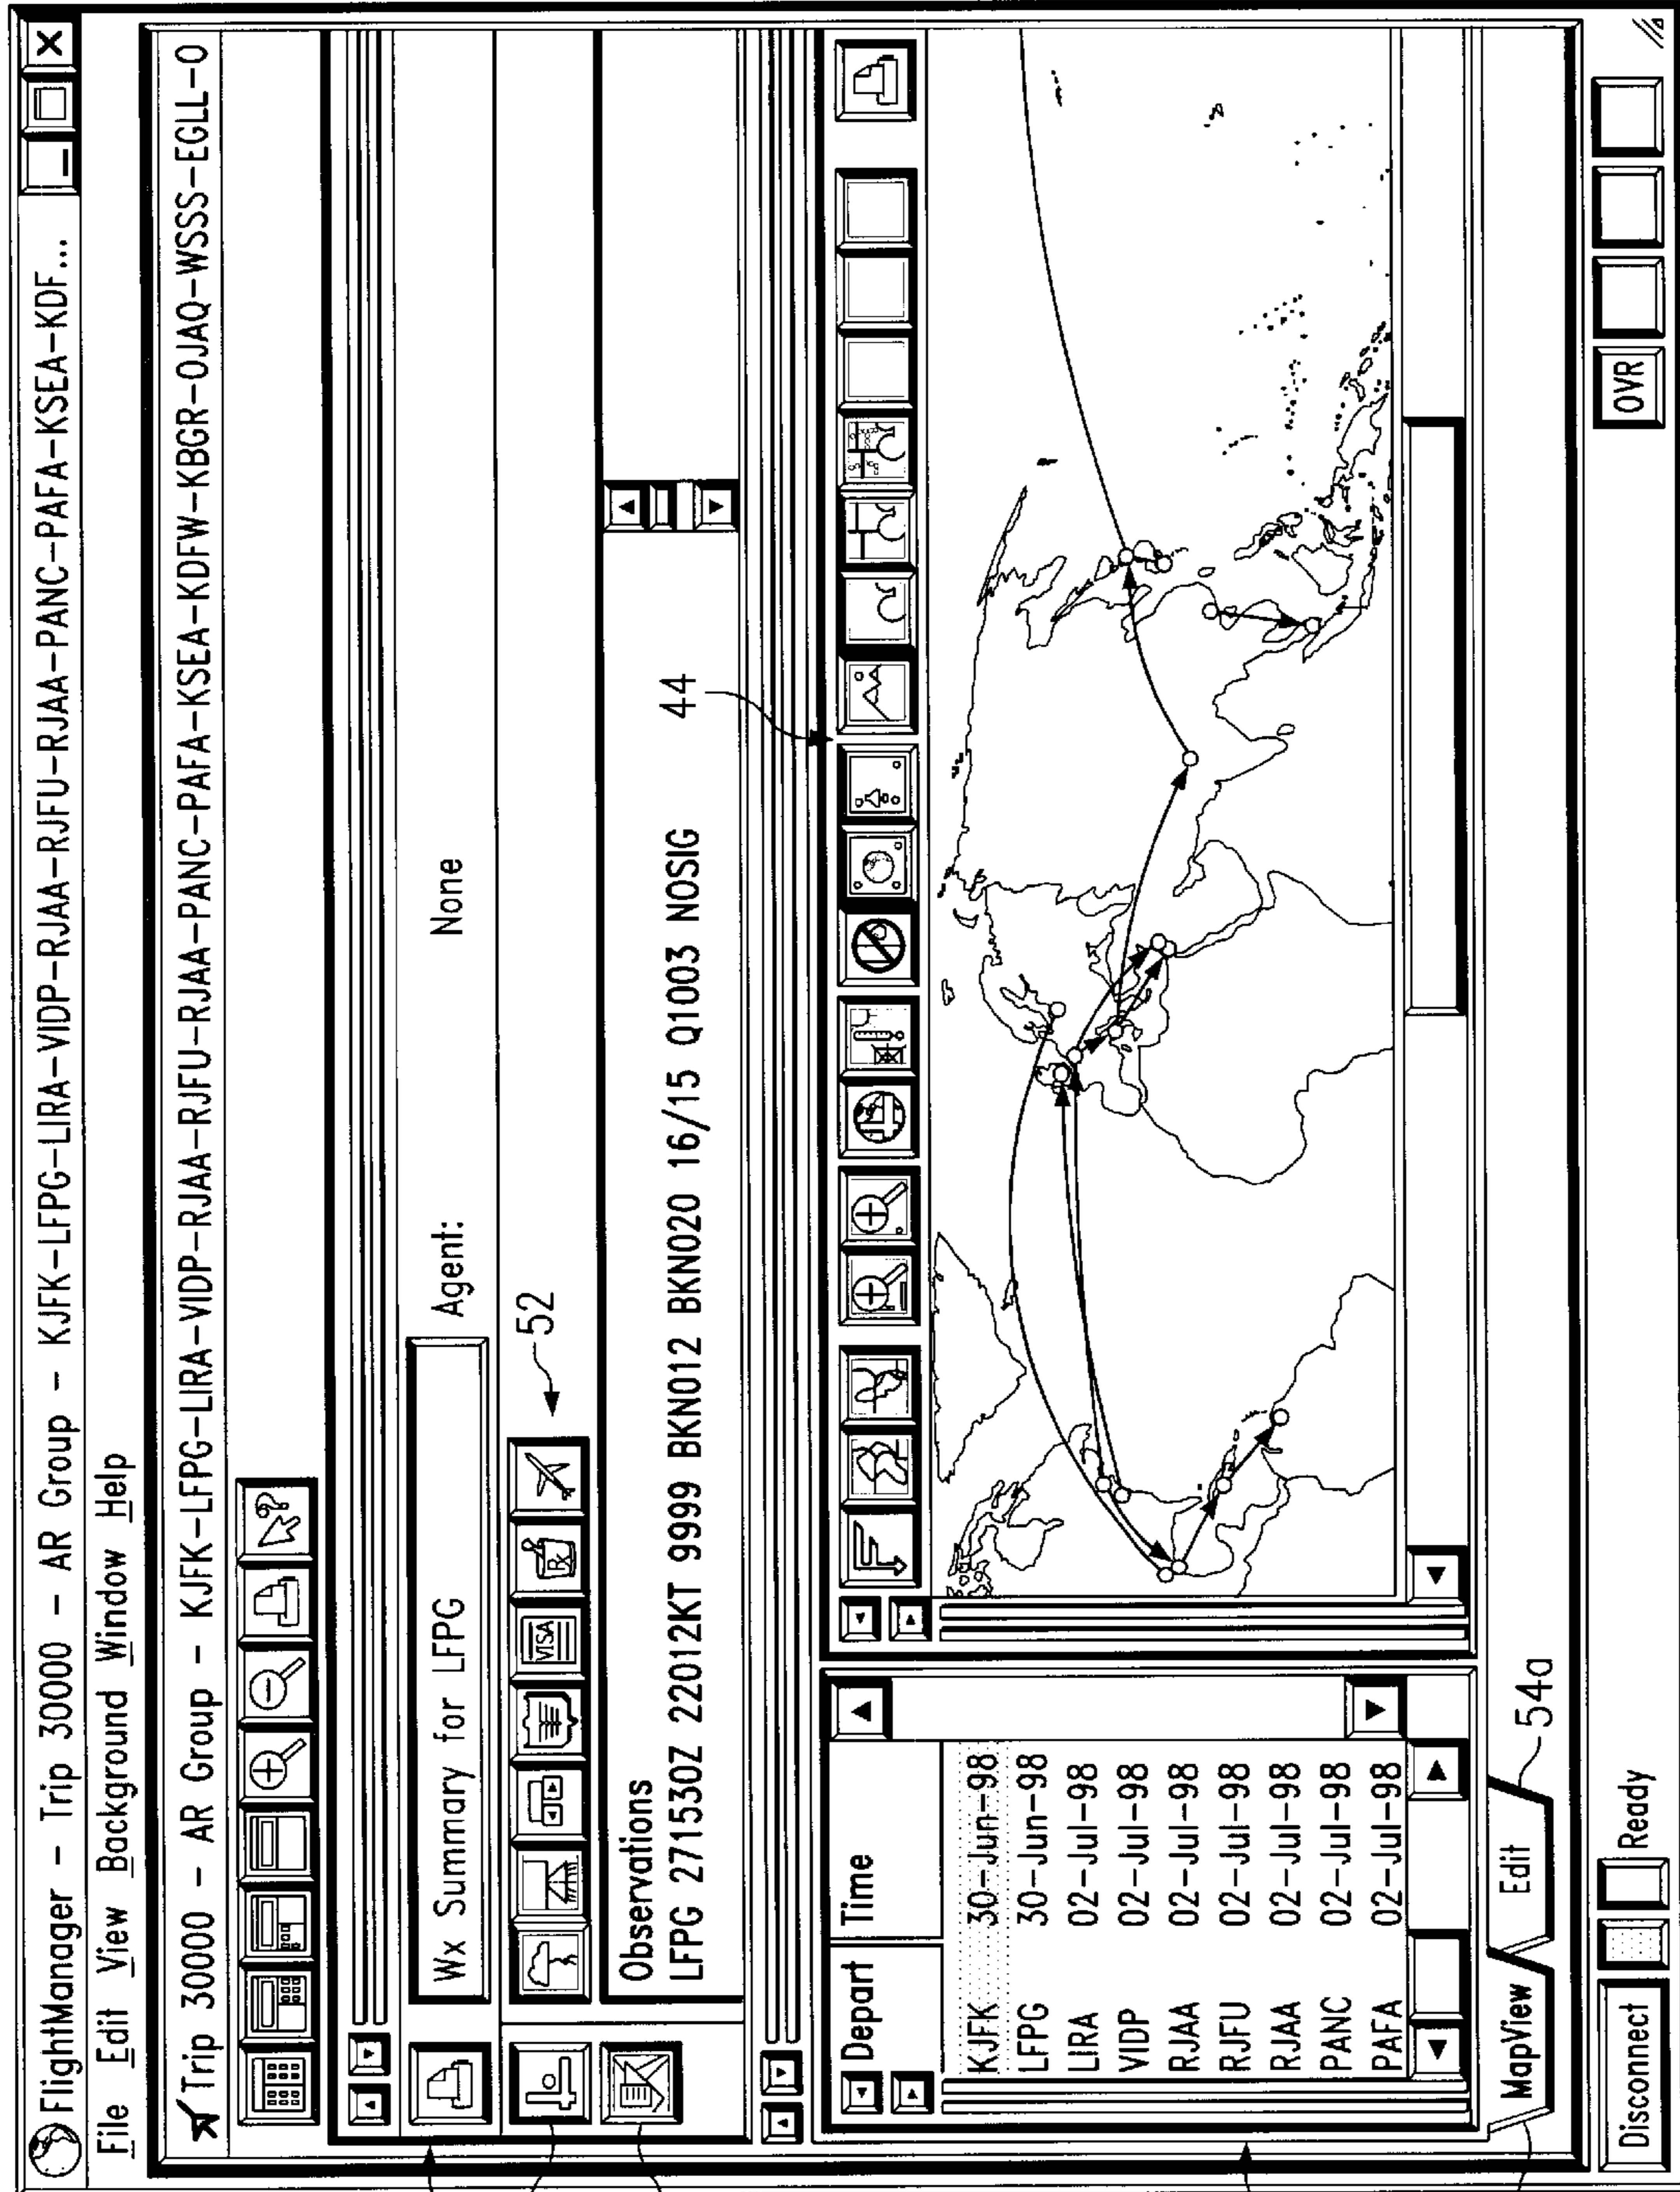 FlightManager - Trip 30000 - AR Group - KJFK-LFPG-LIRA-VIDP-RJAA-RJFU-RJAA-PANC-PAFA-KSEA-KDF...
File Edit View Background Window Help
Trip 30000 - AR Group - KJFK-LFPG-LIRA-VIDP-RJAA-RJFU-RJAA-PANC-PAFA-KSEA-KDFW-KBGR-OJAQ-WSSS-EGLL-O
Wx Summary for LFPG Agent: None
VISA
Rx
52
Observations
LFPG 271530Z 22012KT 9999 BKN012 BKN020 16/15 Q1003 NOSIG
44
Depart Time
KJFK 30-Jun-98
LFPG 30-Jun-98
LIRA 02-Jul-98
VIDP 02-Jul-98
RJAA 02-Jul-98
RJFU 02-Jul-98
RJAA 02-Jul-98
PANC 02-Jul-98
PAFA 02-Jul-98
MapView Edit
54a
Disconnect Ready OVR